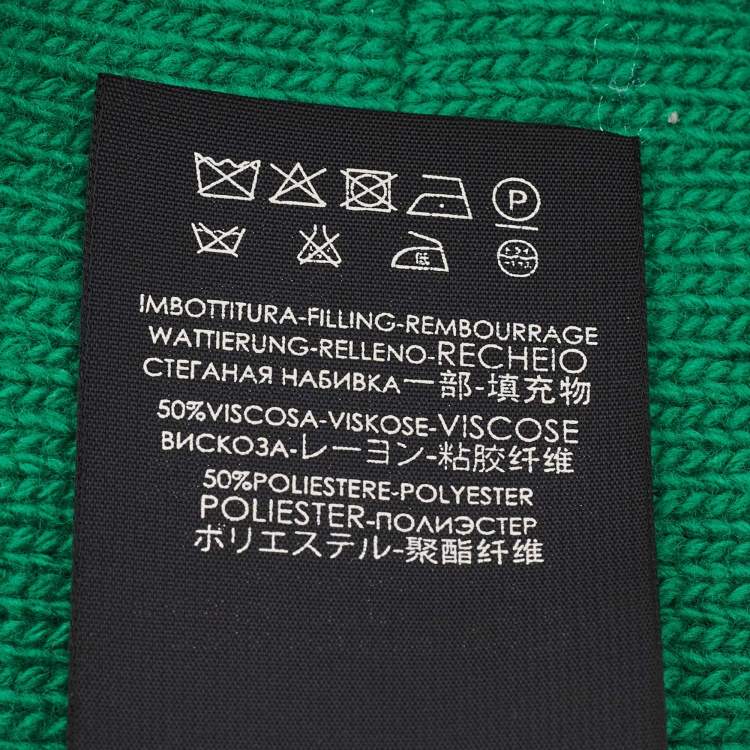 P
低
IMBOTTITURA-FILLING-REMBOURRAGE
WATTIERUNG-RELLENO-RECHEIO
СТЕГАНАЯ НАБИВКА-一部-填充物
50%VISCOSA-VISKOSE-VISCOSE
ВИСКОЗА-レーヨン-粘胶纤维
50%POLIESTERE-POLYESTER
POLIESTER-ПОЛИЭСТЕР
ポリエステル-聚酯纤维